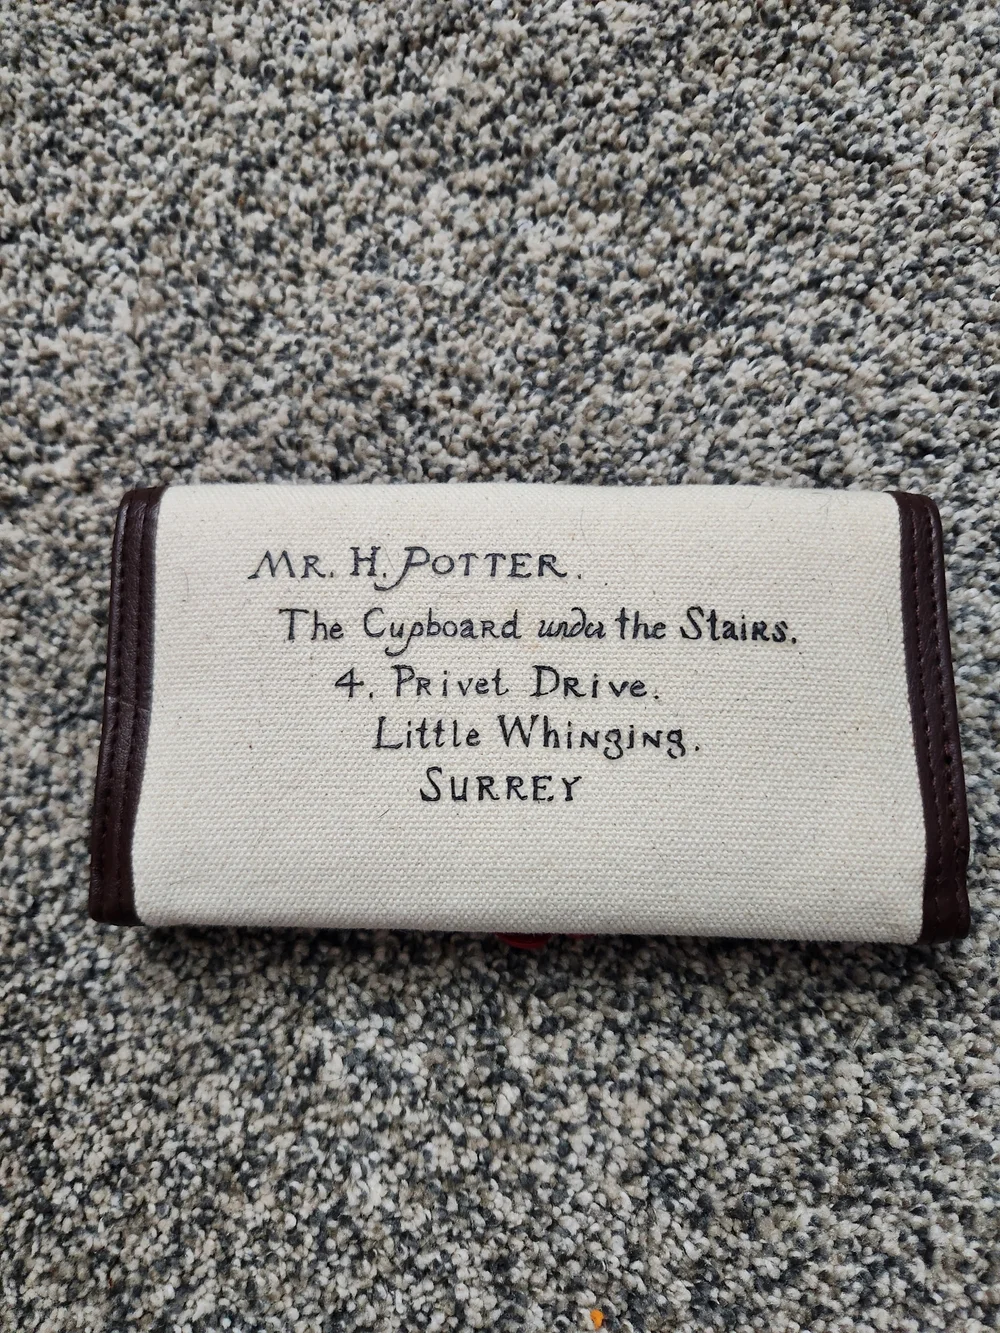 MR. H. POTTER.
The Cupboard under the Stairs.
4. Privet Drive.
Little Whinging.
SURREY